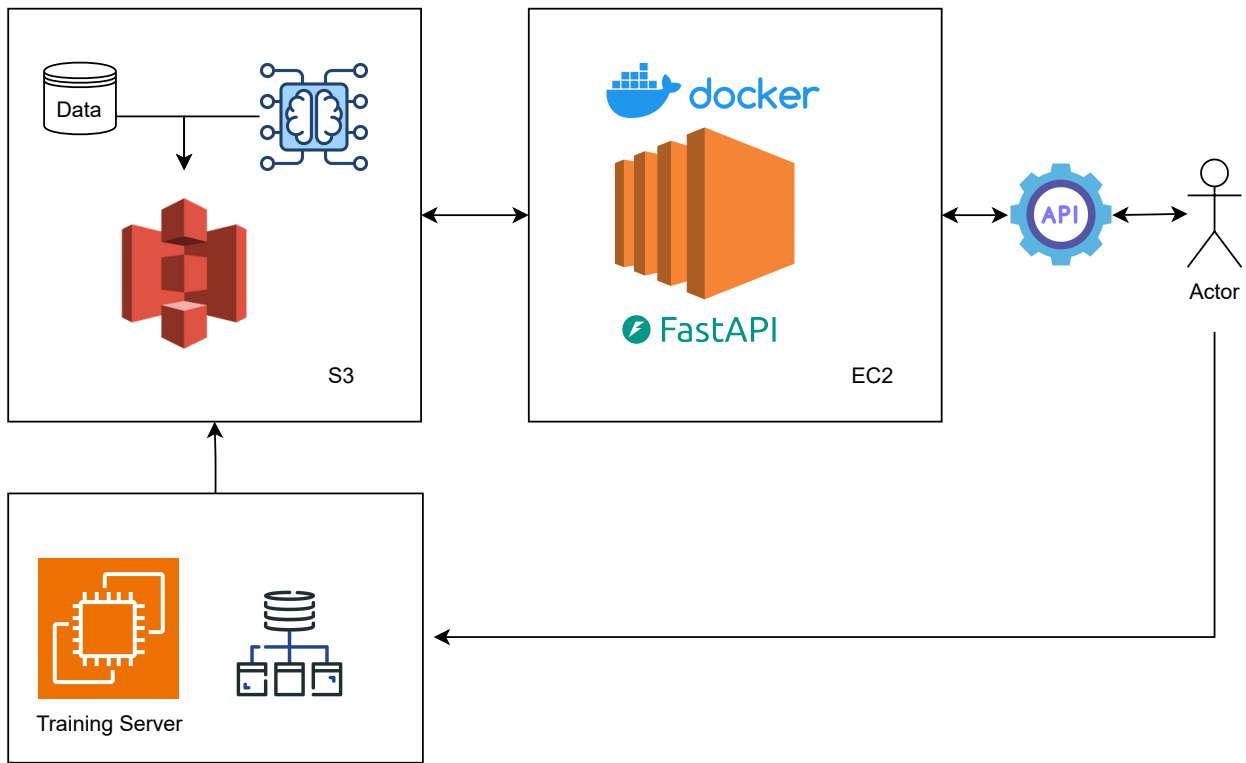 Data
S3
docker
FastAPI
EC2
API
Actor
Training Server